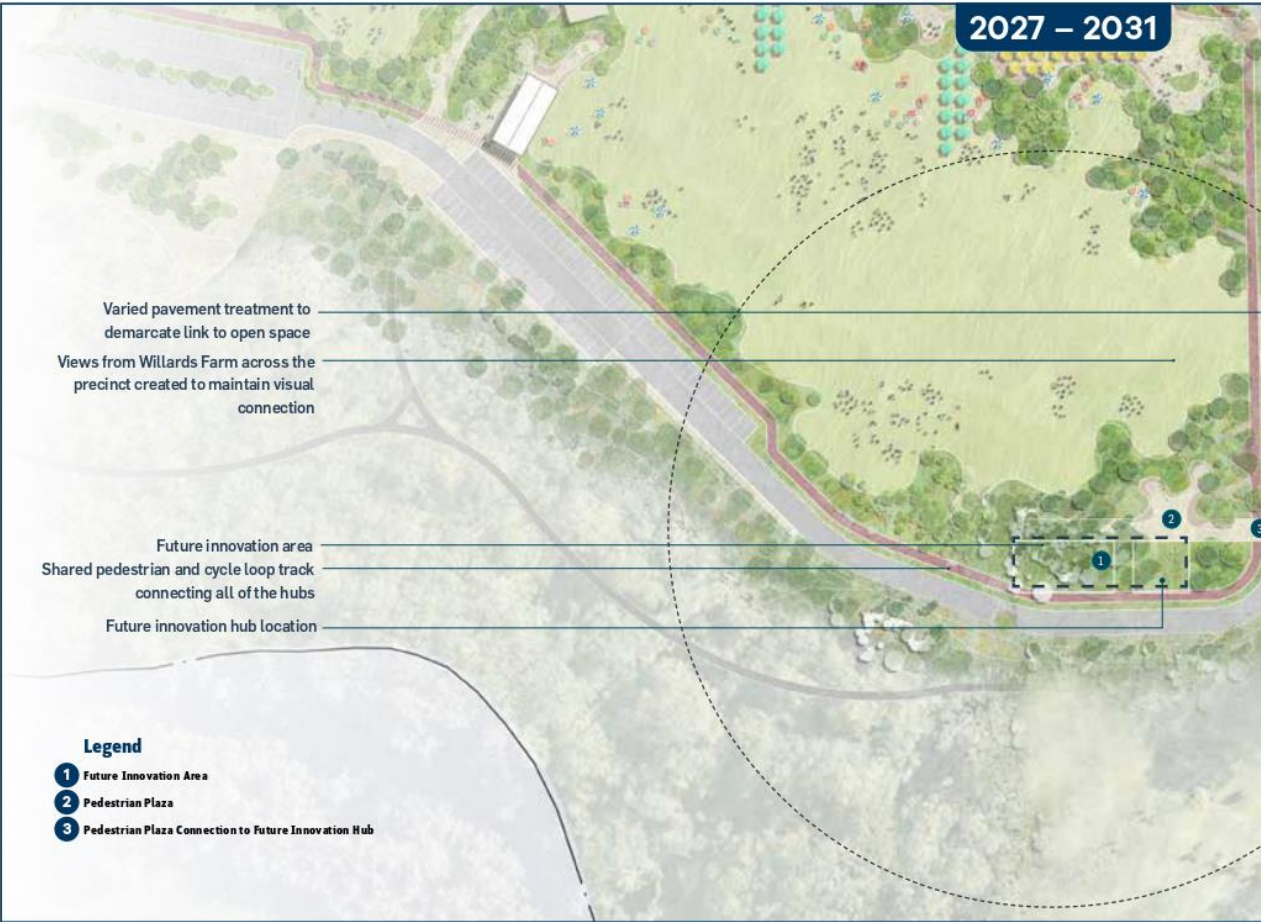 2027 – 2031
Varied pavement treatment to
demarcate link to open space
Views from Willards Farm across the
precinct created to maintain visual
connection
Future innovation area
Shared pedestrian and cycle loop track
connecting all of the hubs
Future innovation hub location
2
3
1
Legend
1 Future Innovation Area
2 Pedestrian Plaza
3 Pedestrian Plaza Connection to Future Innovation Hub